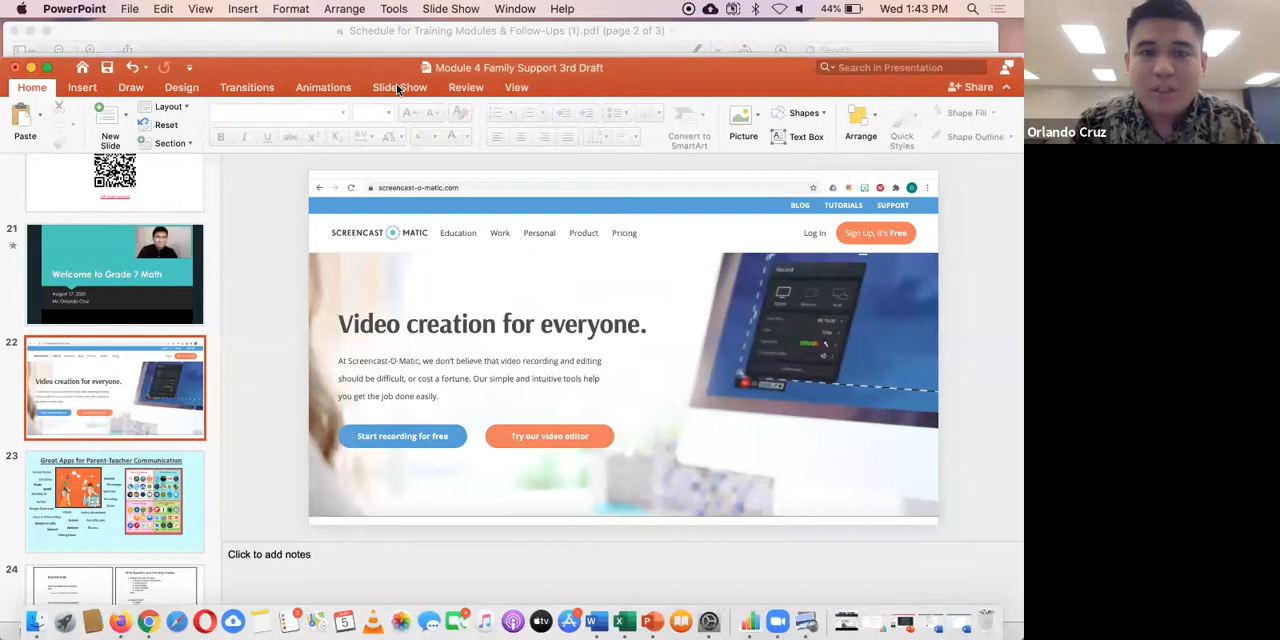 PowerPoint File Edit View Insert Format Arrange Tools Slide Show Window Help 44% Wed 1:43 PM
Schedule for Training Modules & Follow-Ups (1).pdf (page 2 of 3)
Search
Module 4 Family Support 3rd Draft
Search in Presentation
Home Insert Draw Design Transitions Animations Slide Show Review View Share
Paste
New Slide
Layout
Reset
Section
Convert to SmartArt
Picture
Shapes
Text Box
Arrange
Quick Styles
Shape Fill
Shape Outline
Orlando Cruz
21
Welcome to Grade 7 Math
August 17, 2020
Mr. Orlando Cruz
22
Video creation for everyone.
23
Great Apps for Parent-Teacher Communication
24
screencast-o-matic.com
BLOG TUTORIALS SUPPORT
SCREENCAST MATIC Education Work Personal Product Pricing Log In Sign Up, it's Free
Record
Video creation for everyone.
At Screencast-O-Matic, we don't believe that video recording and editing
should be difficult, or cost a fortune. Our simple and intuitive tools help
you get the job done easily.
Start recording for free Try our video editor
Click to add notes